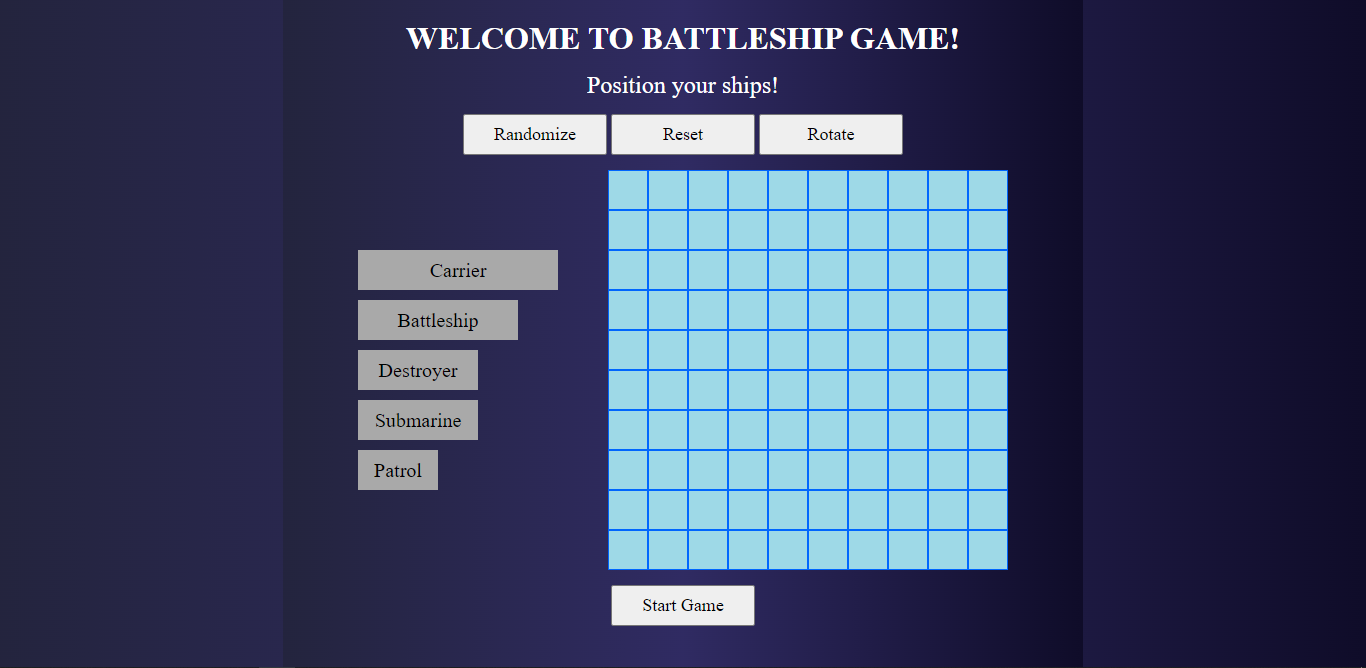 WELCOME TO BATTLESHIP GAME!
Position your ships!
Randomize Reset Rotate
Carrier
Battleship
Destroyer
Submarine
Patrol
Start Game